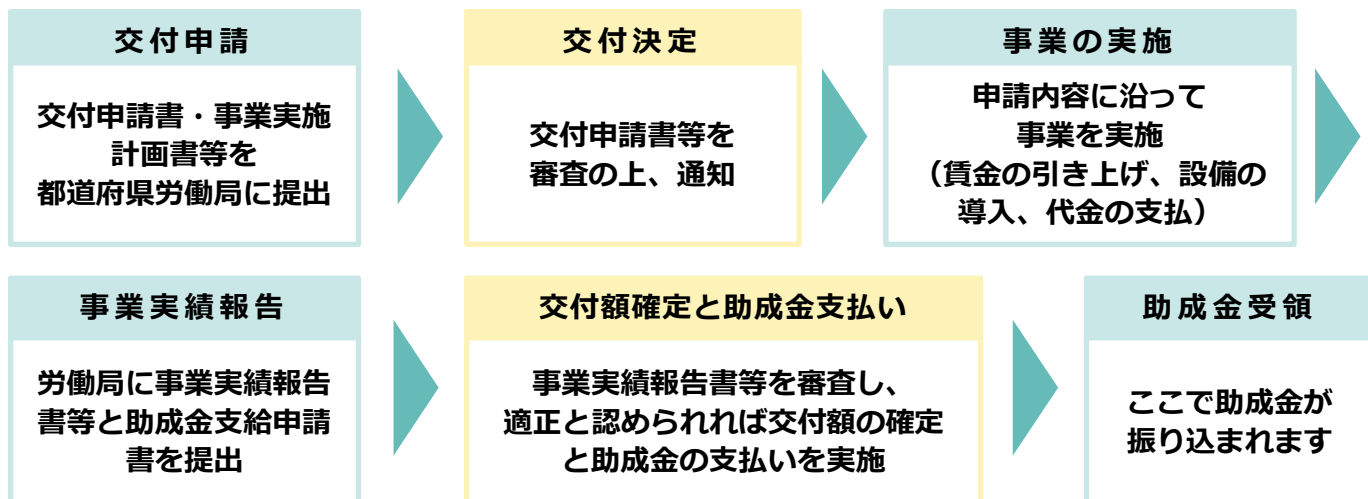 交付申請
交付申請書・事業実施
計画書等を
都道府県労働局に提出
交付決定
交付申請書等を
審査の上、通知
事業の実施
申請内容に沿って
事業を実施
（賃金の引き上げ、設備の
導入、代金の支払）
事業実績報告
労働局に事業実績報告
書等と助成金支給申請
書を提出
交付額確定と助成金支払い
事業実績報告書等を審査し、
適正と認められれば交付額の確定
と助成金の支払いを実施
助成金受領
ここで助成金が
振り込まれます